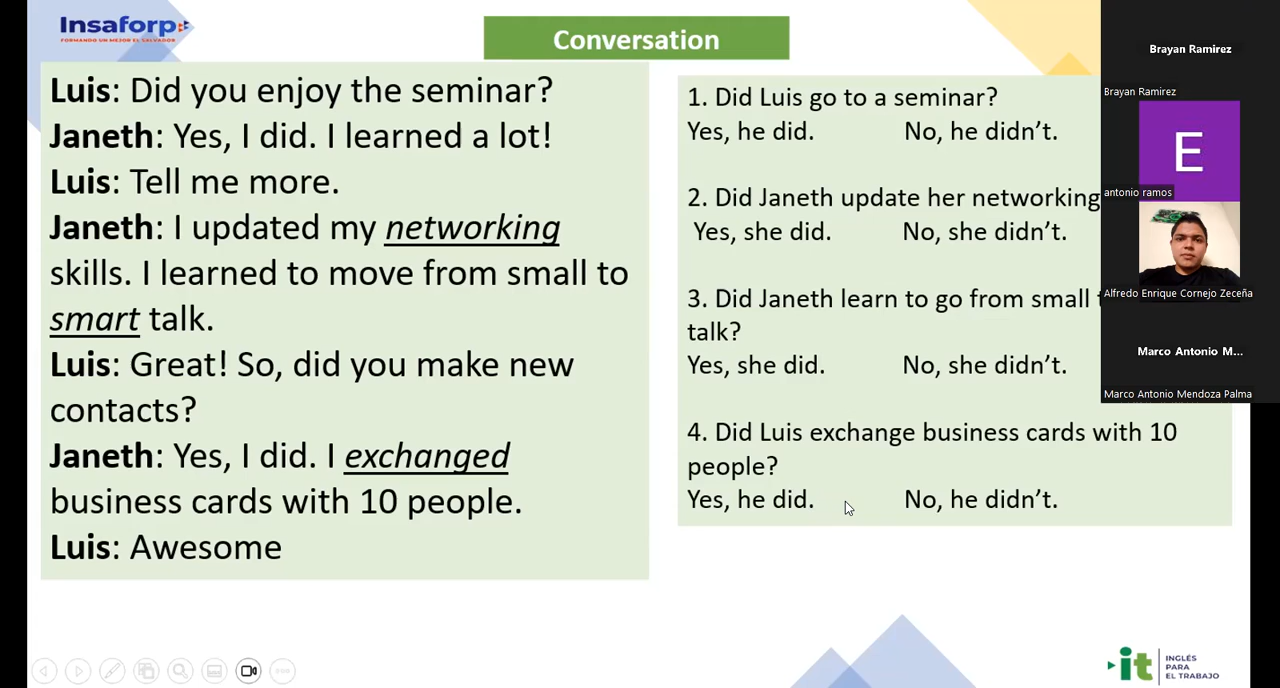 Insaforp
FORMANDO UN MEJOR EL SALVADOR
Conversation
Luis: Did you enjoy the seminar?
Janeth: Yes, I did. I learned a lot!
Luis: Tell me more.
Janeth: I updated my networking
skills. I learned to move from small to
smart talk.
Luis: Great! So, did you make new
contacts?
Janeth: Yes, I did. I exchanged
business cards with 10 people.
Luis: Awesome
1. Did Luis go to a seminar?
Yes, he did. No, he didn't.
2. Did Janeth update her networking
Yes, she did. No, she didn't.
3. Did Janeth learn to go from small
talk?
Yes, she did. No, she didn't.
4. Did Luis exchange business cards with 10
people?
Yes, he did. No, he didn't.
Brayan Ramirez
Brayan Ramirez
E
antonio ramos
Alfredo Enrique Cornejo Zeceña
Marco Antonio M...
Marco Antonio Mendoza Palma
it
INGLÉS
PARA
EL TRABAJO